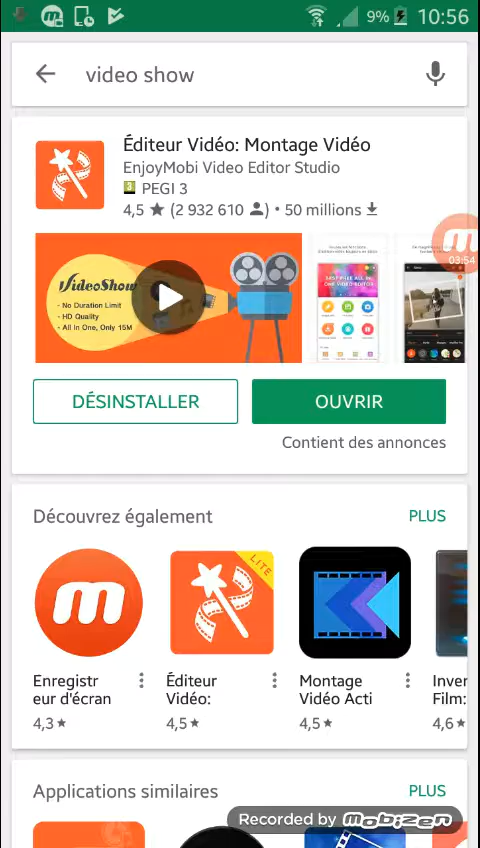 9% 10:56
video show
Éditeur Vidéo: Montage Vidéo
EnjoyMobi Video Editor Studio
3 PEGI 3
4,5 ★ (2 932 610) • 50 millions
03:54
VideoShow
- No Duration Limit
- HD Quality
- All In One, Only 15M
DÉSINSTALLER
OUVRIR
Contient des annonces
Découvrez également
PLUS
LITE
Enregistr
eur d'écran
4,3 ★
Éditeur
Vidéo:
4,5 ★
Montage
Vidéo Acti
4,5 ★
Inver
Film:
4,6 ★
Applications similaires
PLUS
Recorded by Mobizen